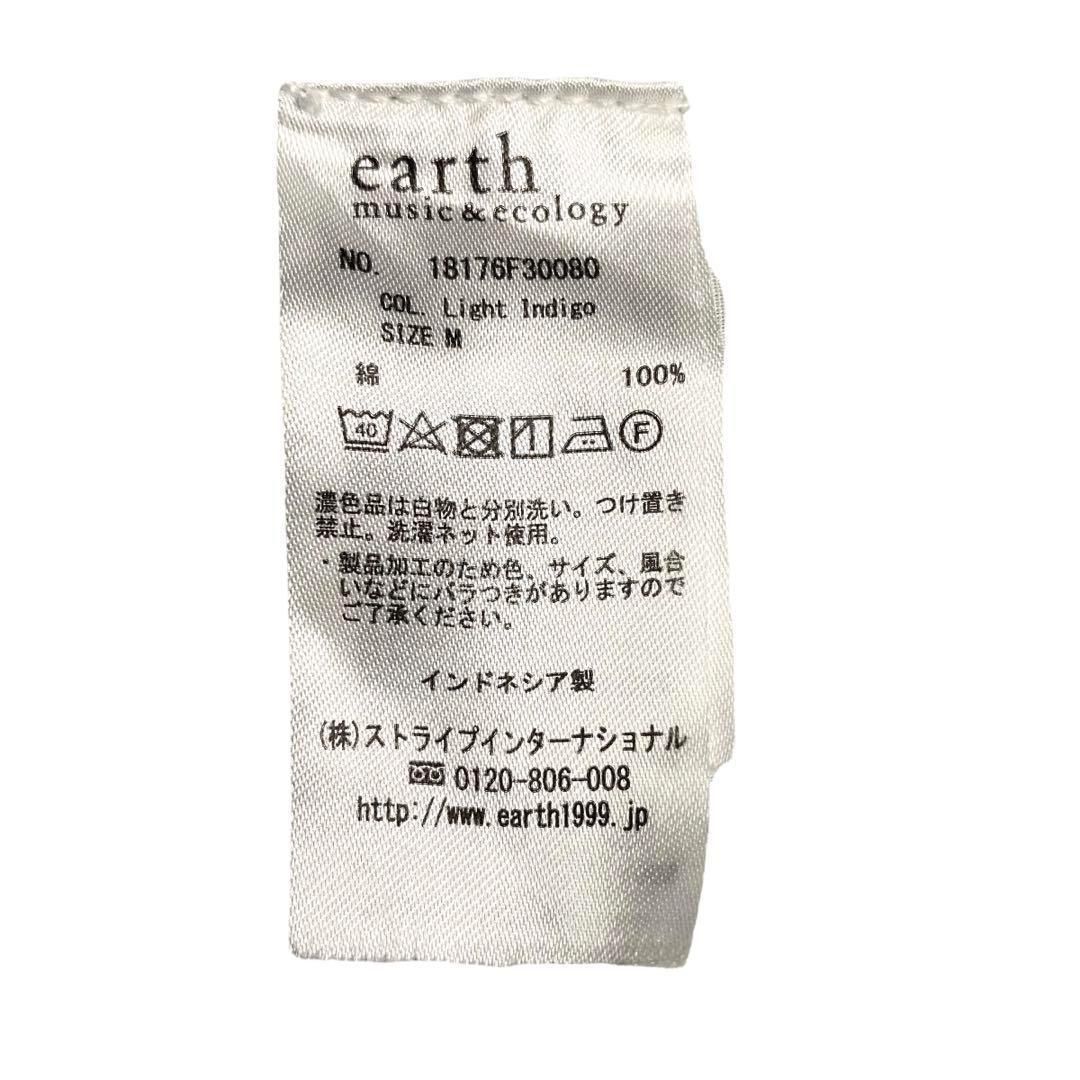 earth
music&ecology
NO. 18176F30080
COL. Light Indigo
SIZE M
綿 100%
40 F
濃色品は白物と分別洗い。つけ置き
禁止。洗濯ネット使用。
・製品加工のため色、サイズ、風合
いなどにバラつきがありますので
ご了承ください。
インドネシア製
(株)ストライプインターナショナル
0120-806-008
http://www.earth1999.jp